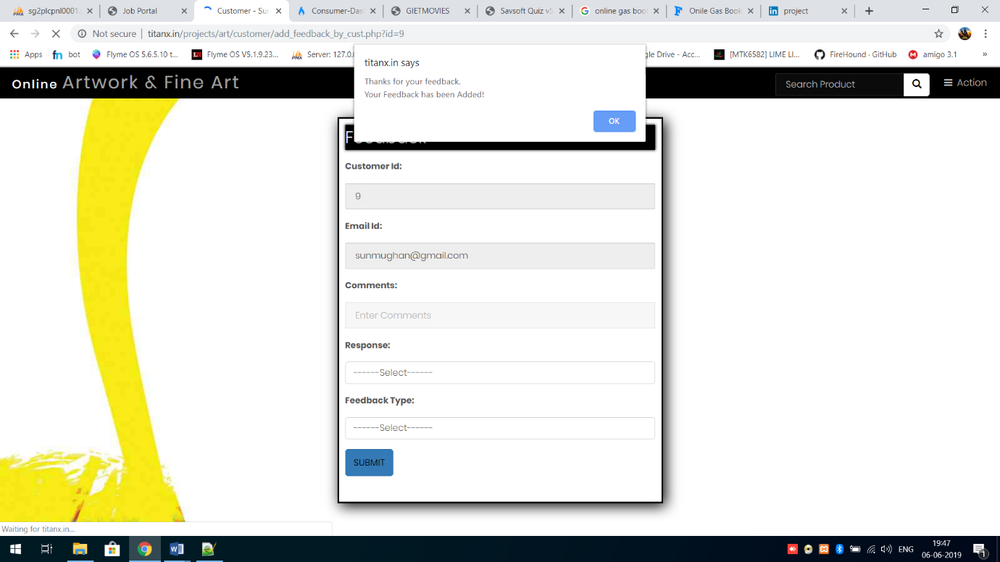 sg2plcpnl0001.
Job Portal
Customer - Sun
Consumer-Das
GIETMOVIES
Savsoft Quiz v5
online gas book
Onile Gas Book
project
Not secure | titanx.in/projects/art/customer/add_feedback_by_cust.php?id=9
Apps
bot
Flyme OS 5.6.5.10 t...
Flyme OS V5.1.9.23...
Server: 127.0.
gle Drive - Acc...
[MTK6582] LIME LI...
FireHound · GitHub
amigo 3.1
»
titanx.in says
Thanks for your feedback.
Your Feedback has been Added!
OK
Online Artwork & Fine Art
Search Product
Action
Feedback
Customer Id:
9
Email Id:
sunmughan@gmail.com
Comments:
Enter Comments
Response:
------Select------
Feedback Type:
------Select------
SUBMIT
Waiting for titanx.in...
ENG
19:47
06-06-2019
1